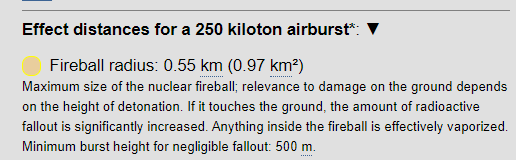 Effect distances for a 250 kiloton airburst*: ▼
Fireball radius: 0.55 km (0.97 km²)
Maximum size of the nuclear fireball; relevance to damage on the ground depends
on the height of detonation. If it touches the ground, the amount of radioactive
fallout is significantly increased. Anything inside the fireball is effectively vaporized.
Minimum burst height for negligible fallout: 500 m.